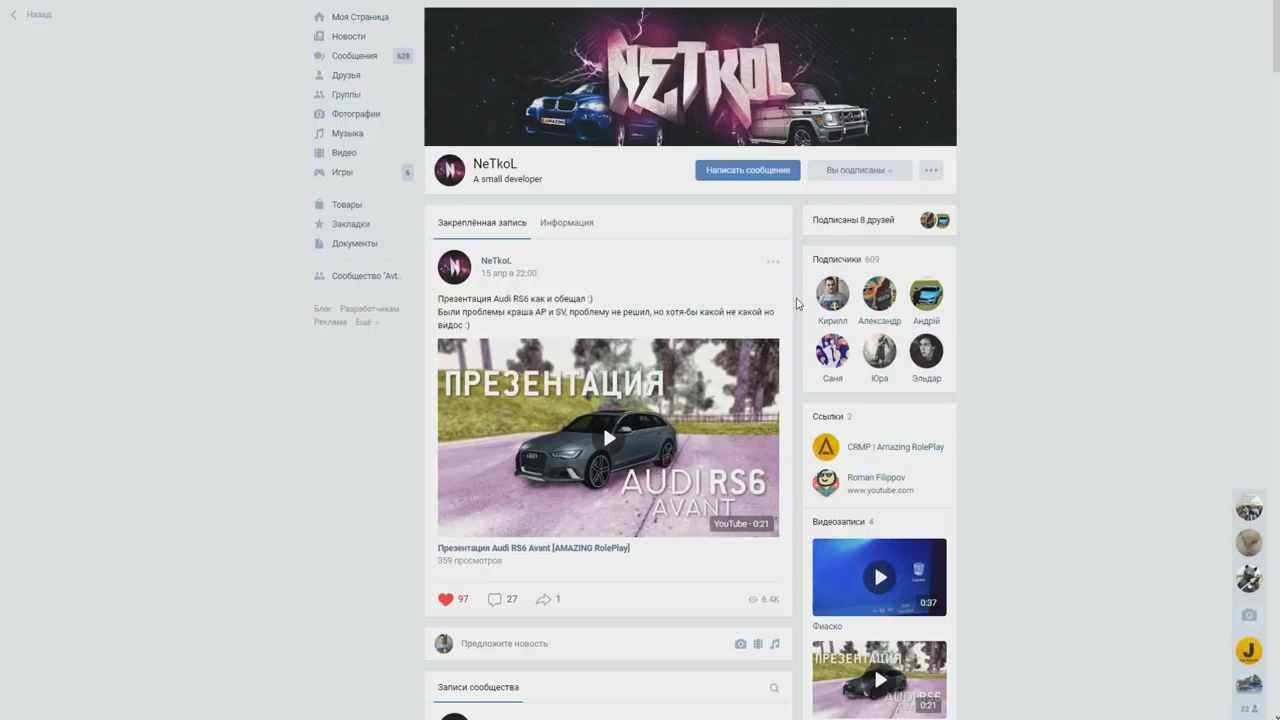 Назад
Моя Страница
Новости
Сообщения 628
Друзья
Группы
Фотографии
Музыка
Видео
Игры 6
Товары
Закладки
Документы
Сообщество "Avt..
Блог Разработчикам
Реклама Ещё
NETKOL
AMAZING
NeTkoL
A small developer
Написать сообщение
Вы подписаны
Закреплённая запись Информация
NeTkoL
15 апр в 22:00
Презентация Audi RS6 как и обещал :)
Были проблемы краша AP и SV, проблему не решил, но хотя-бы какой не какой но
видос :)
ПРЕЗЕНТАЦИЯ
AUDI RS6
AVANT
YouTube · 0:21
Презентация Audi RS6 Avant [AMAZING RolePlay]
359 просмотров
97 27 1 6.4K
Предложите новость
Записи сообщества
Подписаны 8 друзей
Подписчики 609
Кирилл Александр Андрій
Саня Юра Эльдар
Ссылки 2
CRMP | Amazing RolePlay
Roman Filippov
www.youtube.com
Видеозаписи 4
0:37
Фиаско
ПРЕЗЕНТАЦИЯ
AUDI RS6
0:21
22